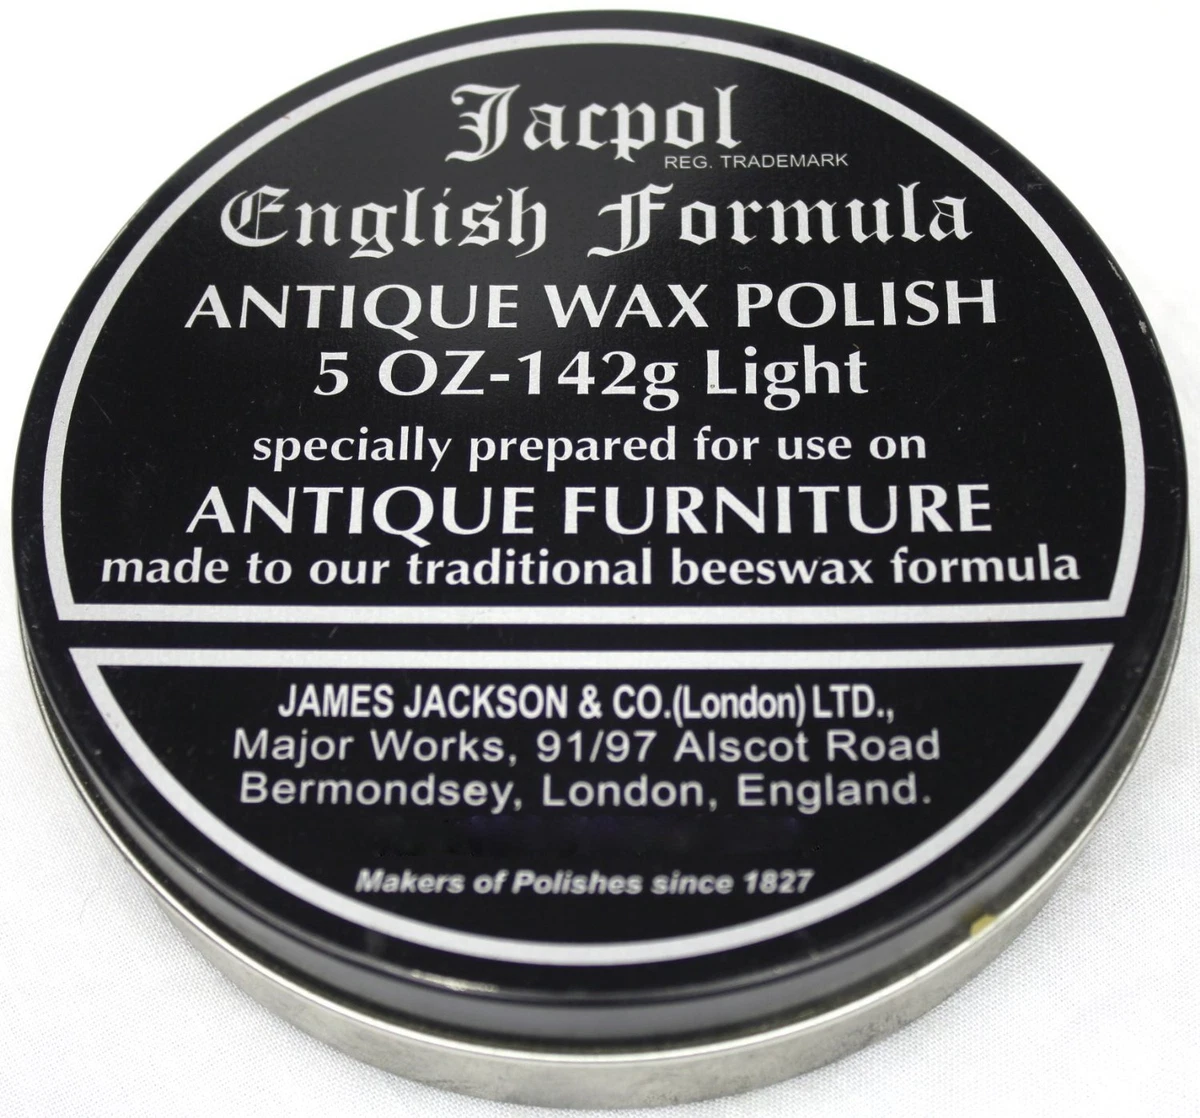 Jacpol
REG. TRADEMARK
English Formula
ANTIQUE WAX POLISH
5 OZ-142g Light
specially prepared for use on
ANTIQUE FURNITURE
made to our traditional beeswax formula
JAMES JACKSON & CO.(London) LTD.,
Major Works, 91/97 Alscot Road
Bermondsey, London, England.
Makers of Polishes since 1827